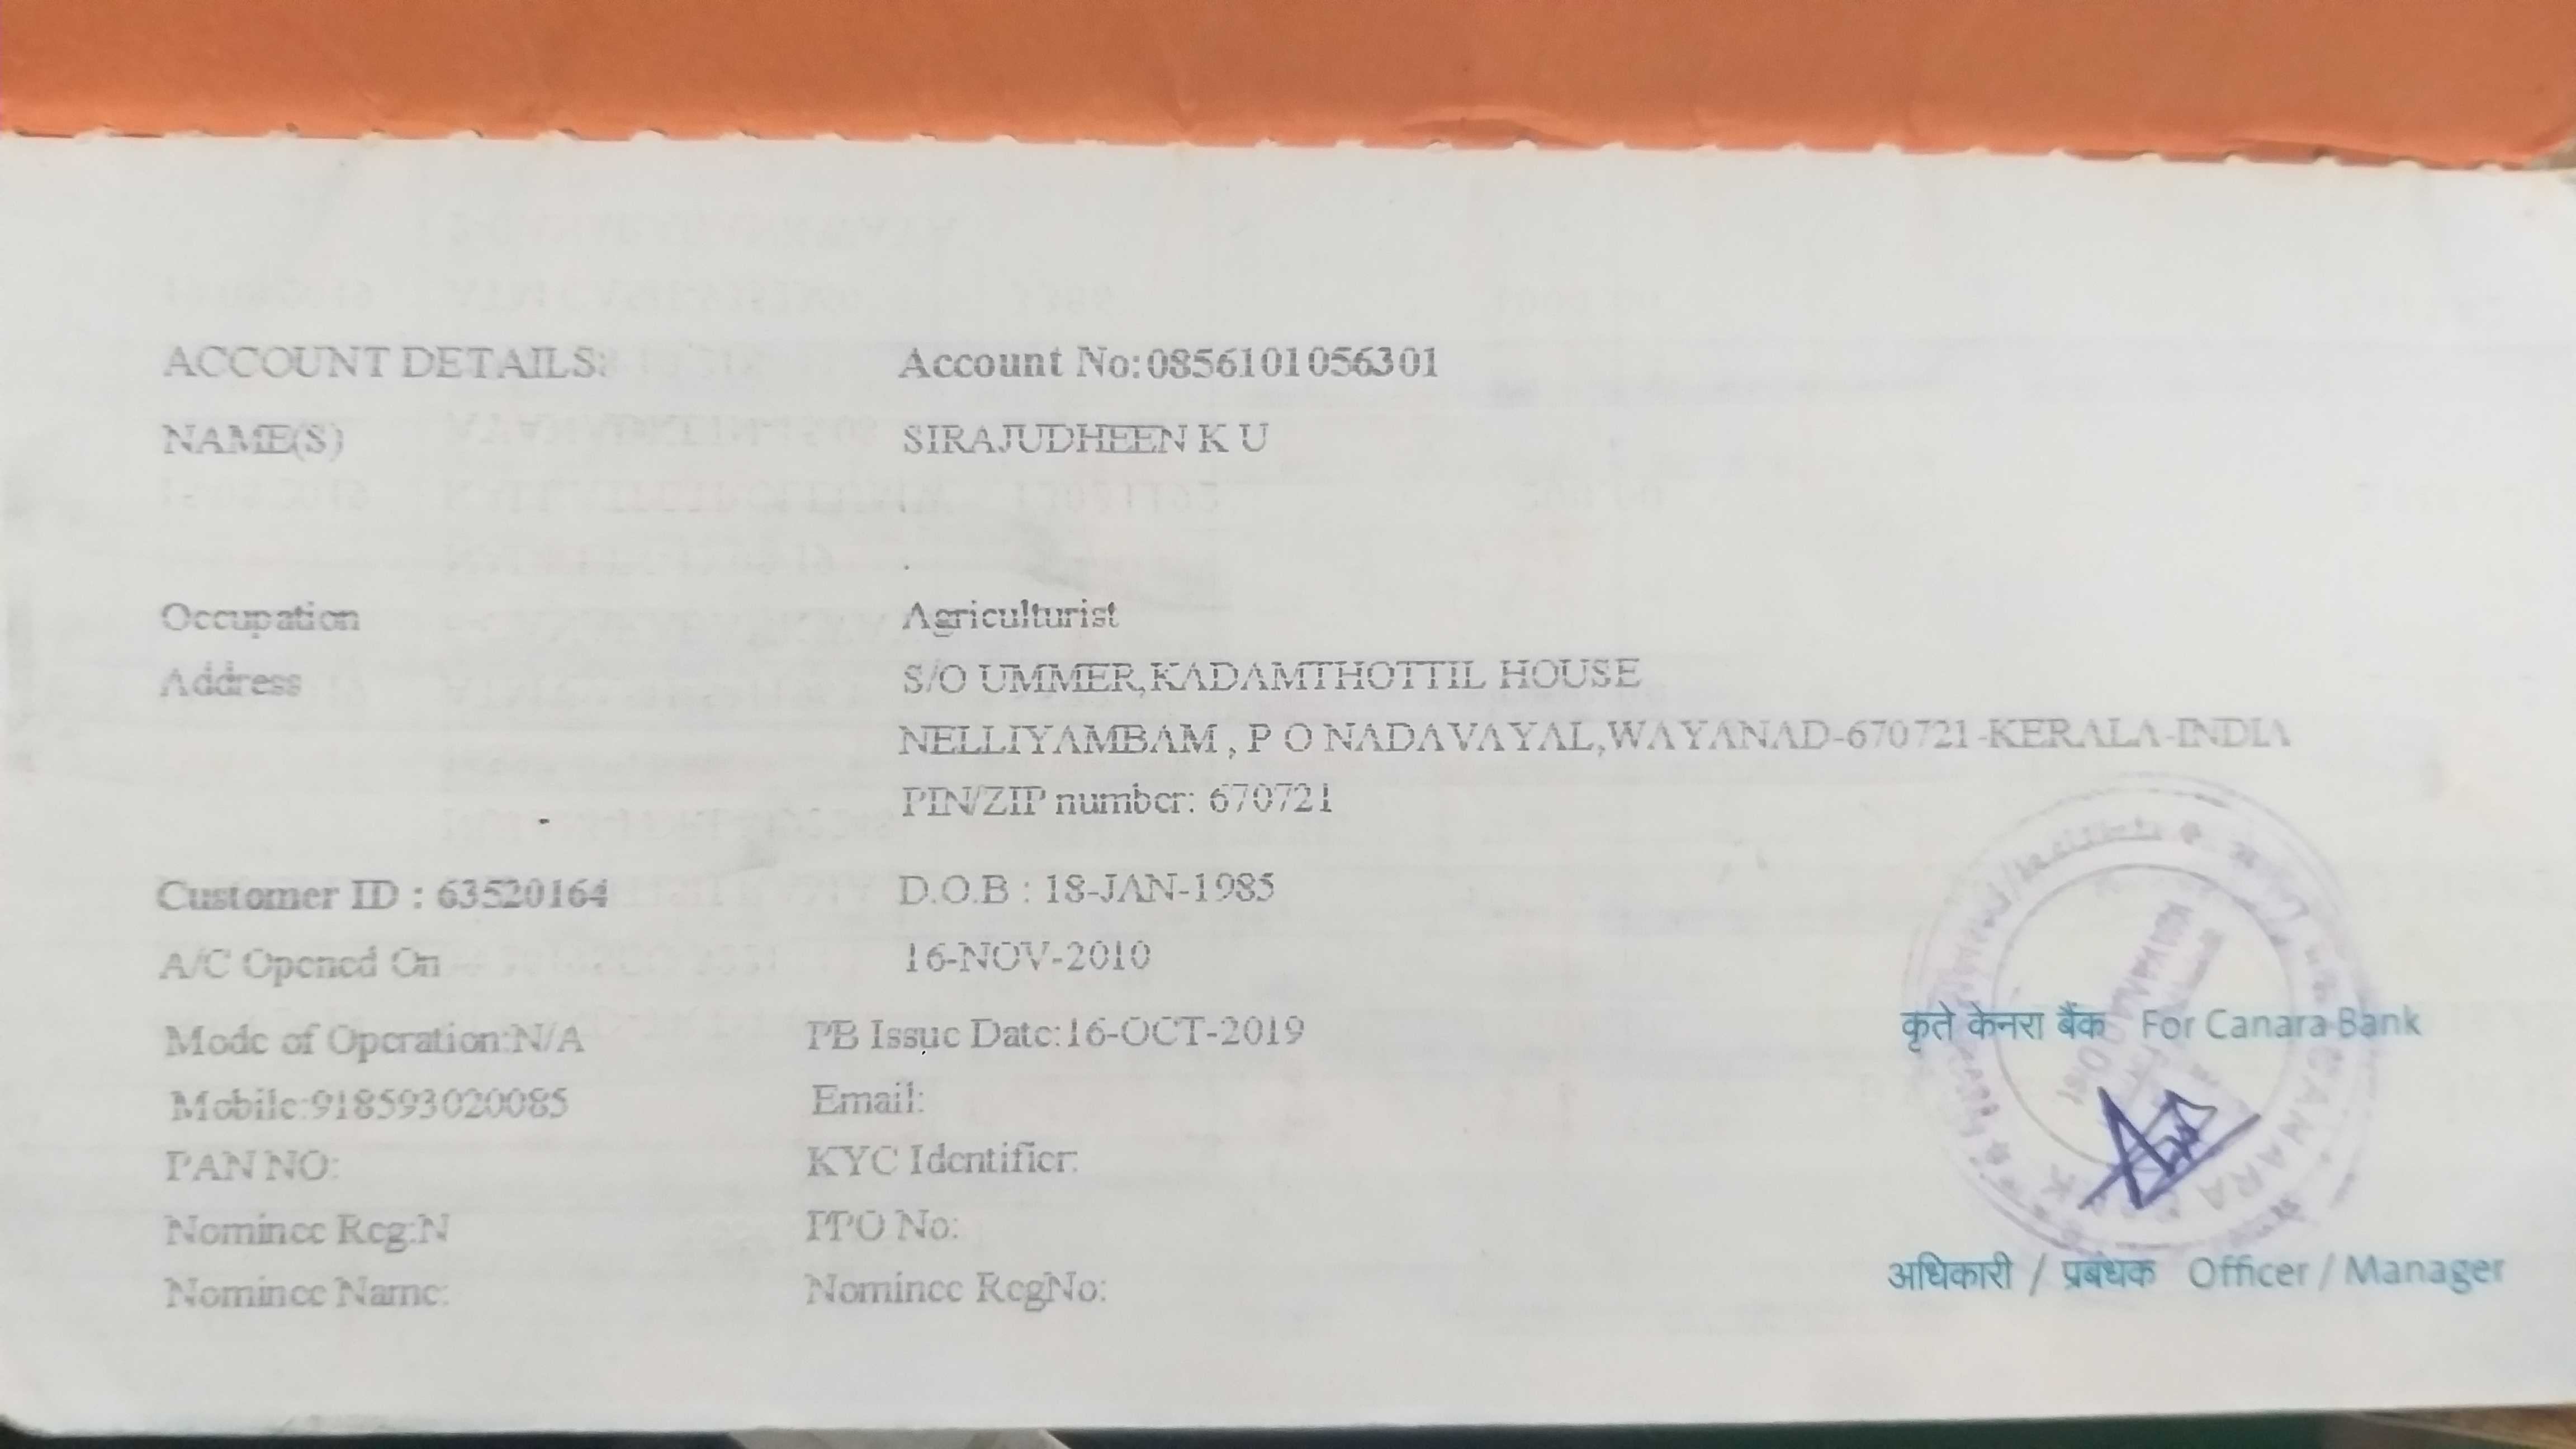 ACCOUNT DETAILS: Account No:0856101056301
NAME(S) SIRAJUDHEEN K U
Occupation Agriculturist
Address S/O UMMER,KADAMTHOTTIL HOUSE
NELLIYAMBAM , P O NADAVAYAL,WAYANAD-670721-KERALA-INDIA
PIN/ZIP number: 670721
Customer ID : 63520164 D.O.B : 18-JAN-1985
A/C Opened On 16-NOV-2010
Mode of Operation:N/A PB Issue Date:16-OCT-2019
Mobile:918593020085 Email:
PAN NO: KYC Identifier:
Nominee Reg:N PPO No:
Nominee Name: Nominee RegNo:
कृते केनरा बैंक For Canara Bank
CANARA
अधिकारी / प्रबंधक Officer / Manager